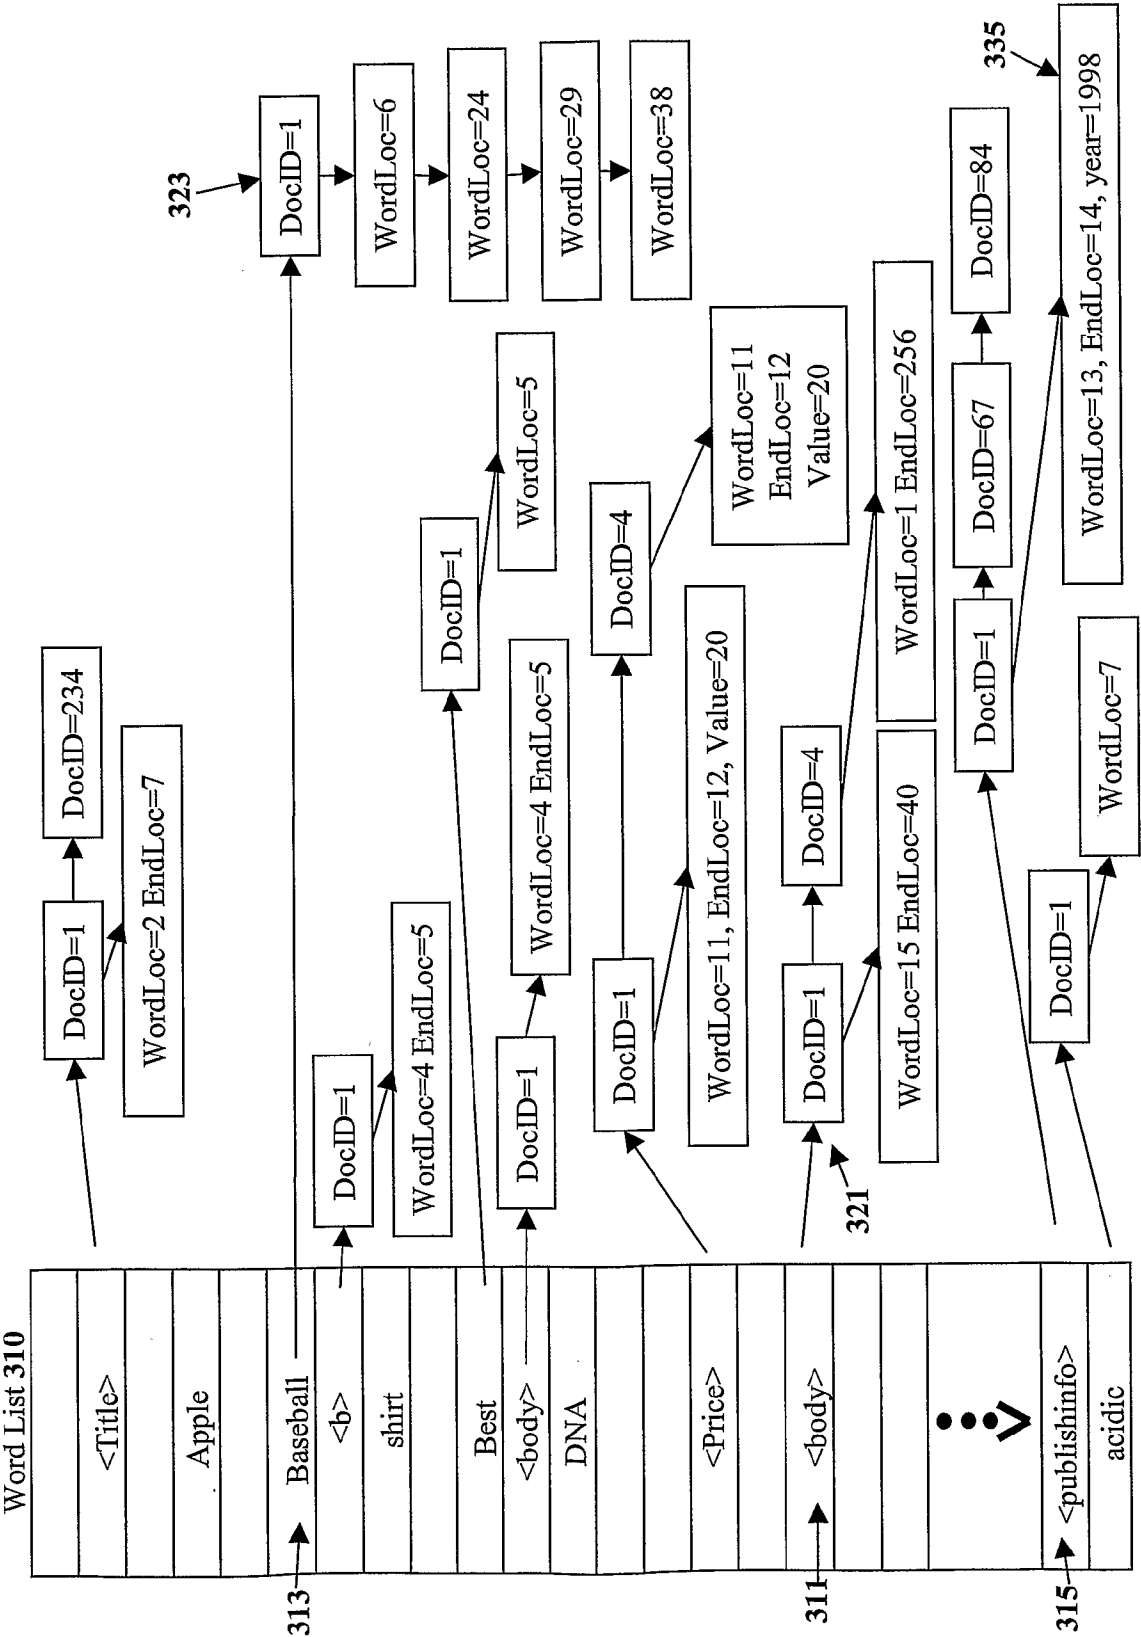 Word List 310
<Title>
DocID=1
DocID=234
WordLoc=2 EndLoc=7
Apple
313
Baseball
323
DocID=1
WordLoc=6
WordLoc=24
WordLoc=29
WordLoc=38
<b>
DocID=1
WordLoc=4 EndLoc=5
shirt
Best
DocID=1
WordLoc=5
<body>
DocID=1
WordLoc=4 EndLoc=5
DNA
<Price>
DocID=1
DocID=4
WordLoc=11, EndLoc=12, Value=20
WordLoc=11
EndLoc=12
Value=20
311
<body>
321
DocID=1
DocID=4
WordLoc=15 EndLoc=40
WordLoc=1 EndLoc=256
315
<publishinfo>
DocID=1
DocID=67
DocID=84
335
WordLoc=13, EndLoc=14, year=1998
acidic
DocID=1
WordLoc=7